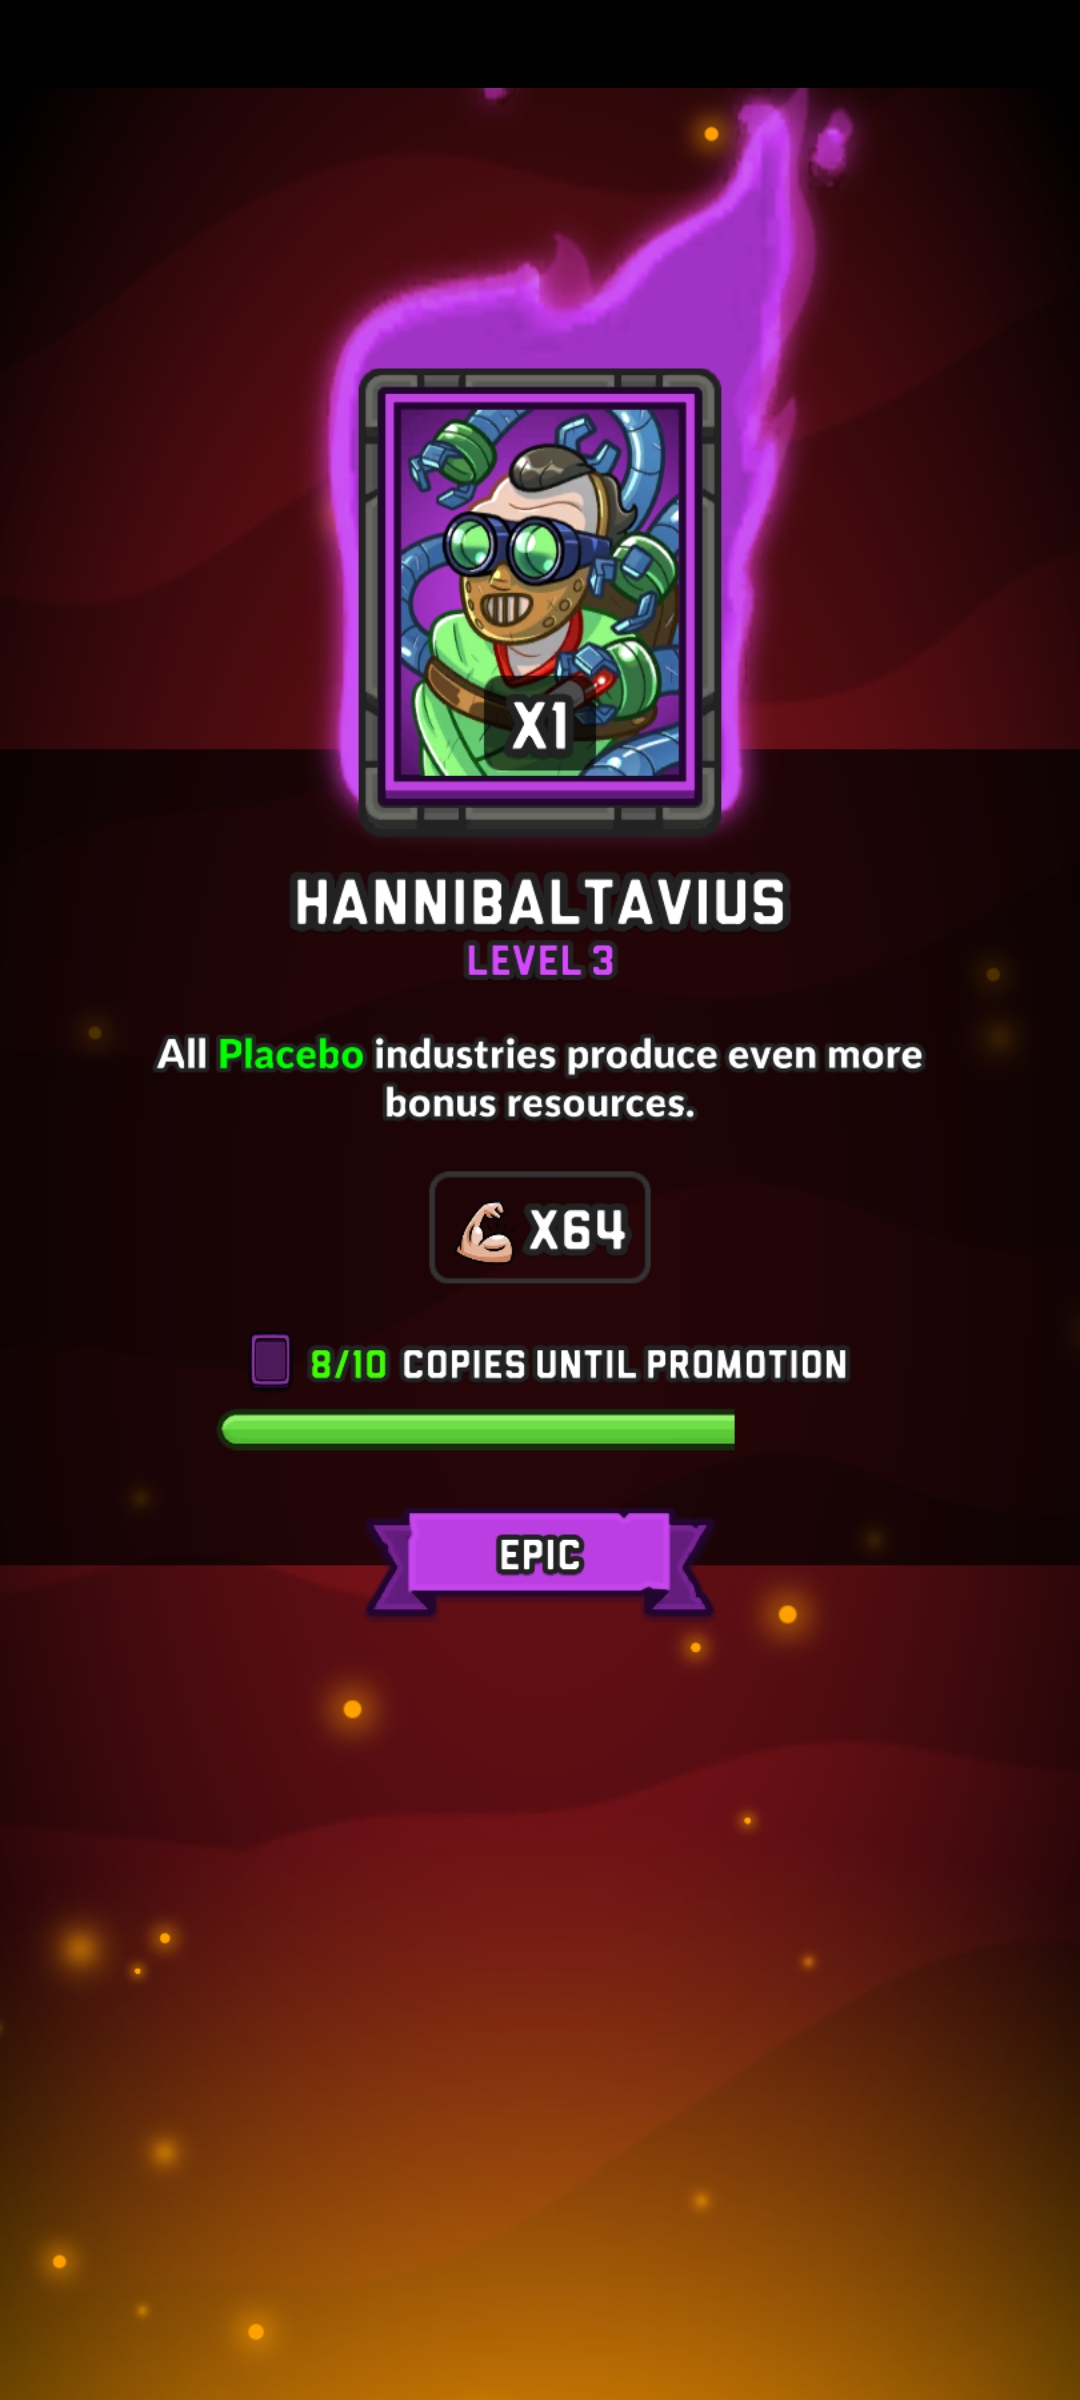 X1
HANNIBALTAVIUS
LEVEL 3
All Placebo industries produce even more
bonus resources.
X64
8/10 COPIES UNTIL PROMOTION
EPIC